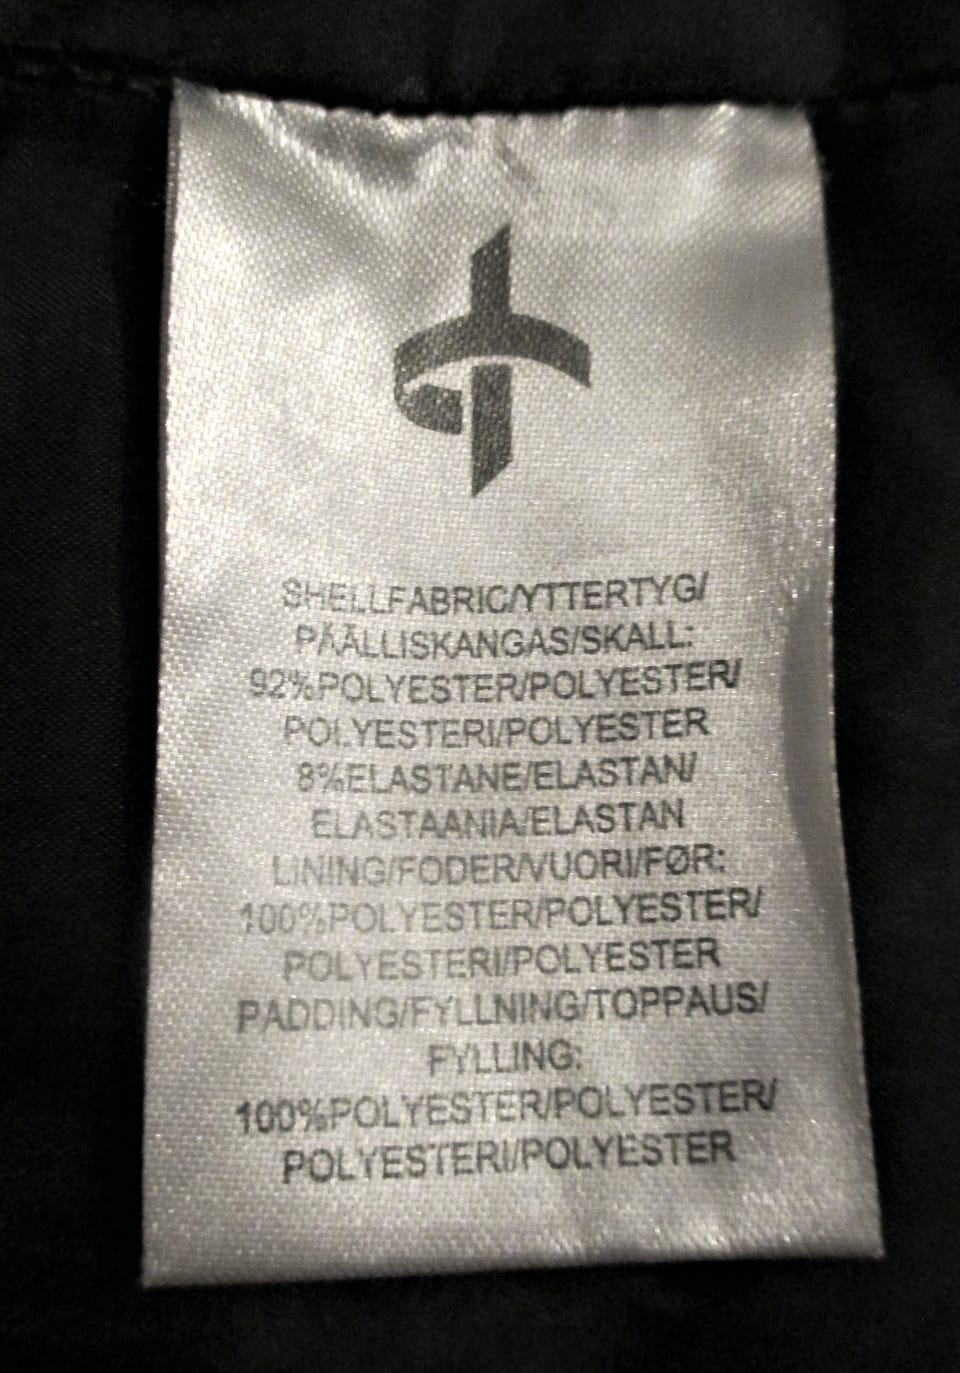 SHELLFABRIC/YTTERTYG/
PÄÄLLISKANGAS/SKALL:
92%POLYESTER/POLYESTER/
POLYESTERI/POLYESTER
8%ELASTANE/ELASTAN/
ELASTAANIA/ELASTAN
LINING/FODER/VUORI/FØR:
100%POLYESTER/POLYESTER/
POLYESTERI/POLYESTER
PADDING/FYLLNING/TOPPAUS/
FYLLING:
100%POLYESTER/POLYESTER/
POLYESTERI/POLYESTER